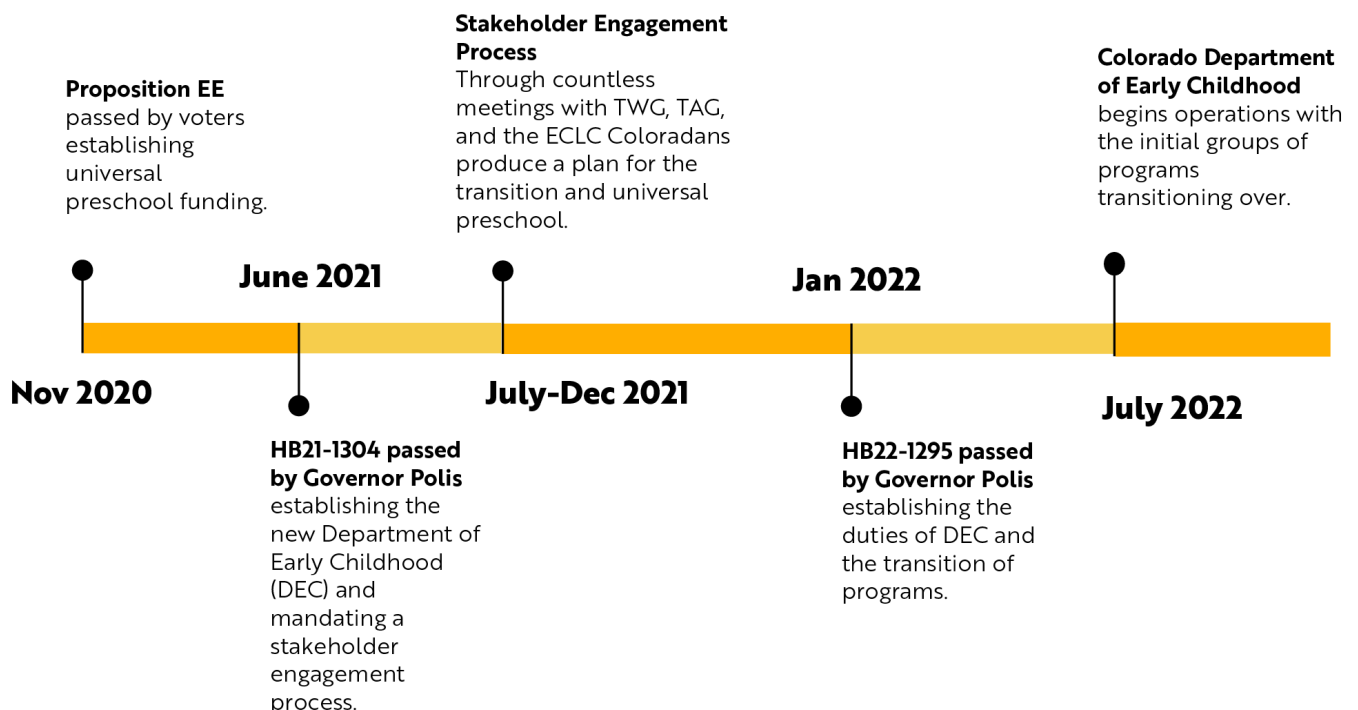 Proposition EE
passed by voters
establishing
universal
preschool funding.
Nov 2020
June 2021
HB21-1304 passed
by Governor Polis
establishing the
new Department of
Early Childhood
(DEC) and
mandating a
stakeholder
engagement
process.
Stakeholder Engagement
Process
Through countless
meetings with TWG, TAG,
and the ECLC Coloradans
produce a plan for the
transition and universal
preschool.
July-Dec 2021
Jan 2022
HB22-1295 passed
by Governor Polis
establishing the
duties of DEC and
the transition of
programs.
Colorado Department
of Early Childhood
begins operations with
the initial groups of
programs
transitioning over.
July 2022